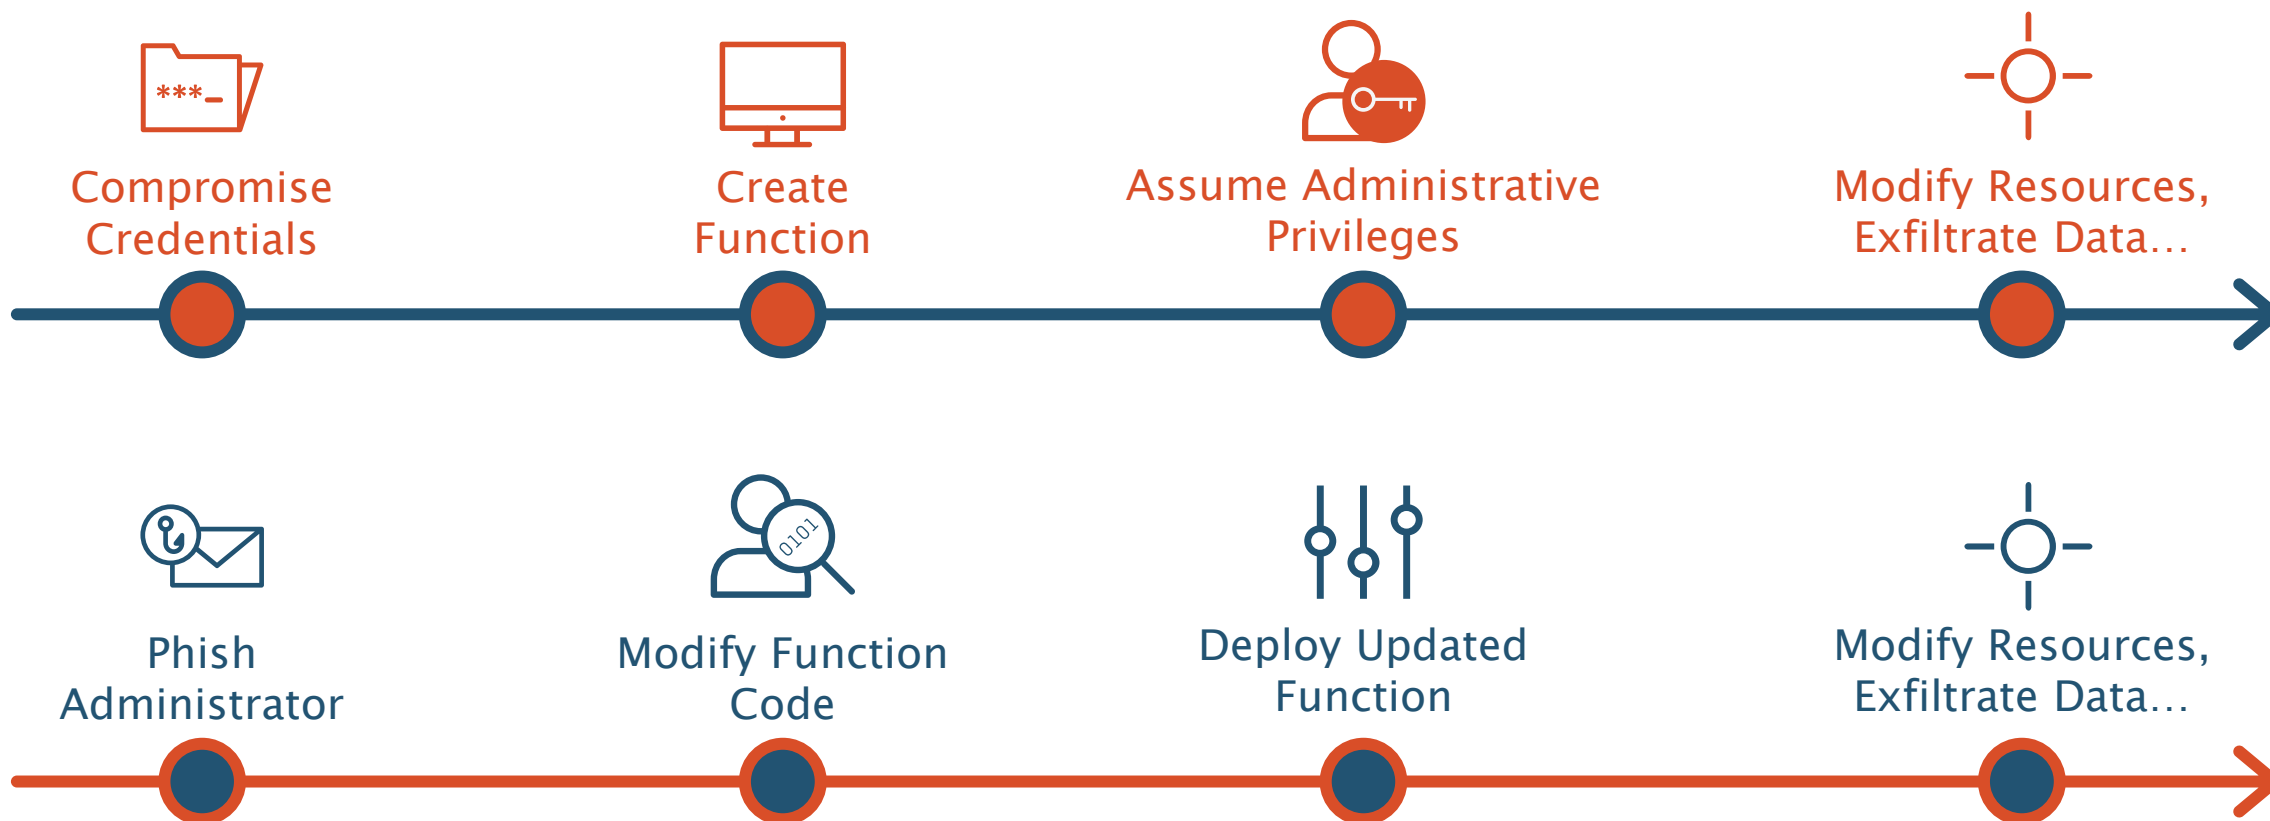 ***_
Compromise
Credentials
Create
Function
Assume Administrative
Privileges
Modify Resources,
Exfiltrate Data...
Phish
Administrator
0101
Modify Function
Code
Deploy Updated
Function
Modify Resources,
Exfiltrate Data...